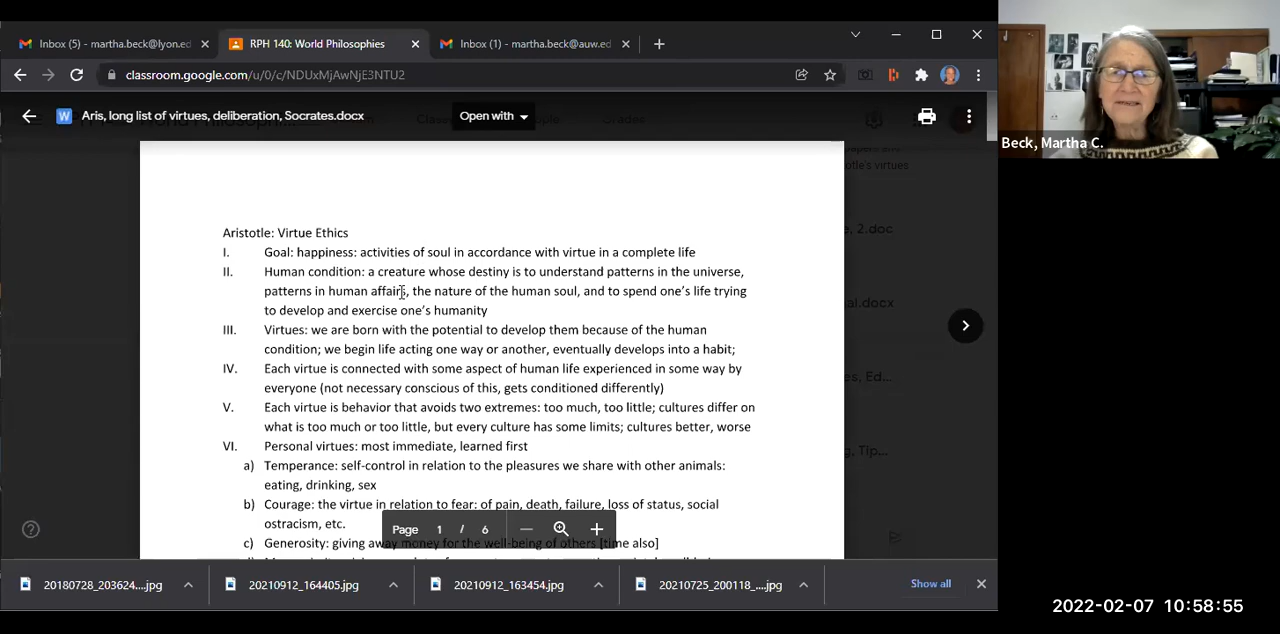 Inbox (5) - martha.beck@lyon.ed
RPH 140: World Philosophies
Inbox (1) - martha.beck@auw.ed
classroom.google.com/u/0/c/NDUxMjAwNjE3NTU2
Aris, long list of virtues, deliberation, Socrates.docx
Open with
Beck, Martha C.
otle's virtues
, 2.doc
ial.docx
es, Ed...
g, Tip...
Aristotle: Virtue Ethics
I. Goal: happiness: activities of soul in accordance with virtue in a complete life
II. Human condition: a creature whose destiny is to understand patterns in the universe,
patterns in human affairs, the nature of the human soul, and to spend one's life trying
to develop and exercise one's humanity
III. Virtues: we are born with the potential to develop them because of the human
condition; we begin life acting one way or another, eventually develops into a habit;
IV. Each virtue is connected with some aspect of human life experienced in some way by
everyone (not necessary conscious of this, gets conditioned differently)
V. Each virtue is behavior that avoids two extremes: too much, too little; cultures differ on
what is too much or too little, but every culture has some limits; cultures better, worse
VI. Personal virtues: most immediate, learned first
a) Temperance: self-control in relation to the pleasures we share with other animals:
eating, drinking, sex
b) Courage: the virtue in relation to fear: of pain, death, failure, loss of status, social
ostracism, etc.
c) Generosity: giving away money for the well-being of others [time also]
Page 1 / 6
20180728_203624....jpg
20210912_164405.jpg
20210912_163454.jpg
20210725_200118_....jpg
Show all
2022-02-07 10:58:55